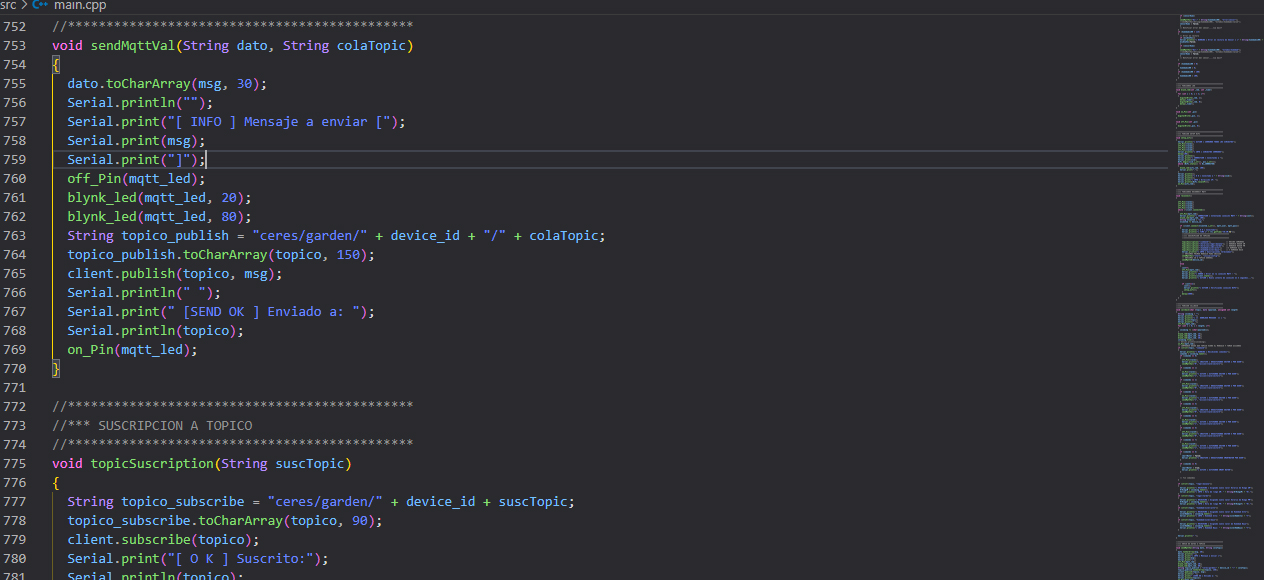 src > C++ main.cpp
752 //*********************************************
753 void sendMqttVal(String dato, String colaTopic)
754 {
755 dato.toCharArray(msg, 30);
756 Serial.println("");
757 Serial.print("[ INFO ] Mensaje a enviar [");
758 Serial.print(msg);
759 Serial.print("]");
760 off_Pin(mqtt_led);
761 blynk_led(mqtt_led, 20);
762 blynk_led(mqtt_led, 80);
763 String topico_publish = "ceres/garden/" + device_id + "/" + colaTopic;
764 topico_publish.toCharArray(topico, 150);
765 client.publish(topico, msg);
766 Serial.println(" ");
767 Serial.print(" [SEND OK ] Enviado a: ");
768 Serial.println(topico);
769 on_Pin(mqtt_led);
770 }
771
772 //*********************************************
773 //*** SUSCRIPCION A TOPICO
774 //*********************************************
775 void topicSuscription(String suscTopic)
776 {
777 String topico_subscribe = "ceres/garden/" + device_id + suscTopic;
778 topico_subscribe.toCharArray(topico, 90);
779 client.subscribe(topico);
780 Serial.print("[ O K ] Suscrito:");
781 Serial.println(topico);